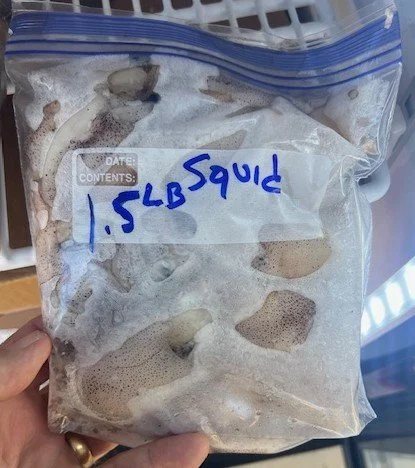 DATE:
CONTENTS:
1.5LB Squid